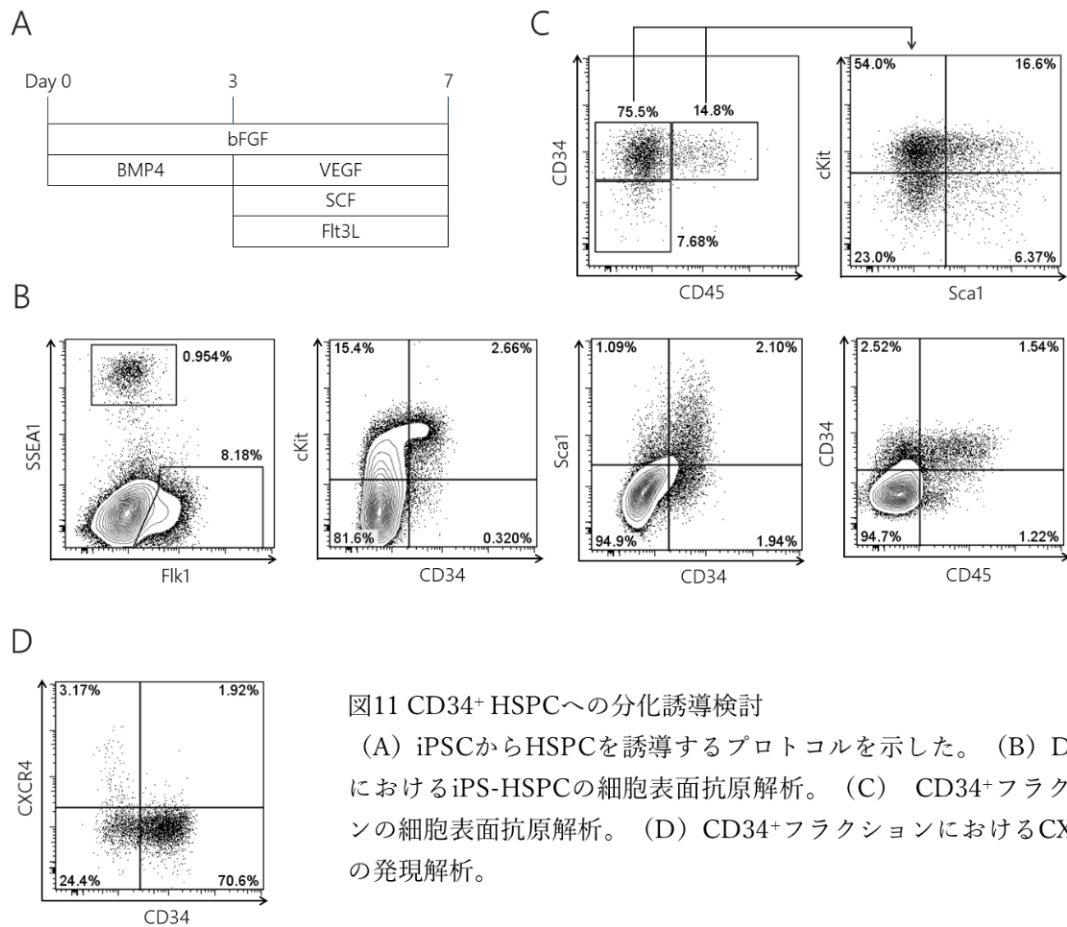 A
Day 0 3 7
bFGF
BMP4 VEGF
SCF
Flt3L
B
SSEA1
0.954%
8.18%
Flk1
cKit
15.4% 2.66%
81.6% 0.320%
CD34
Sca1
1.09% 2.10%
94.9% 1.94%
CD34
CD34
2.52% 1.54%
94.7% 1.22%
CD45
C
CD34
75.5% 14.8%
7.68%
CD45
cKit
54.0% 16.6%
23.0% 6.37%
Sca1
D
CXCR4
3.17% 1.92%
24.4% 70.6%
CD34
図11 CD34⁺ HSPCへの分化誘導検討
（A）iPSCからHSPCを誘導するプロトコルを示した。（B）D
におけるiPS-HSPCの細胞表面抗原解析。（C） CD34⁺フラク
ンの細胞表面抗原解析。（D）CD34⁺フラクションにおけるCX
の発現解析。